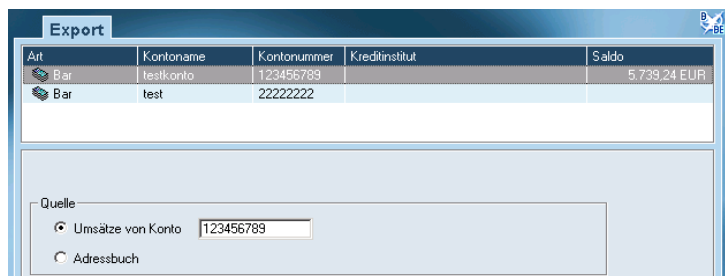 Export
B BE
Art Kontoname Kontonummer Kreditinstitut Saldo
Bar testkonto 123456789 5.739,24 EUR
Bar test 22222222
Quelle
Umsätze von Konto 123456789
Adressbuch